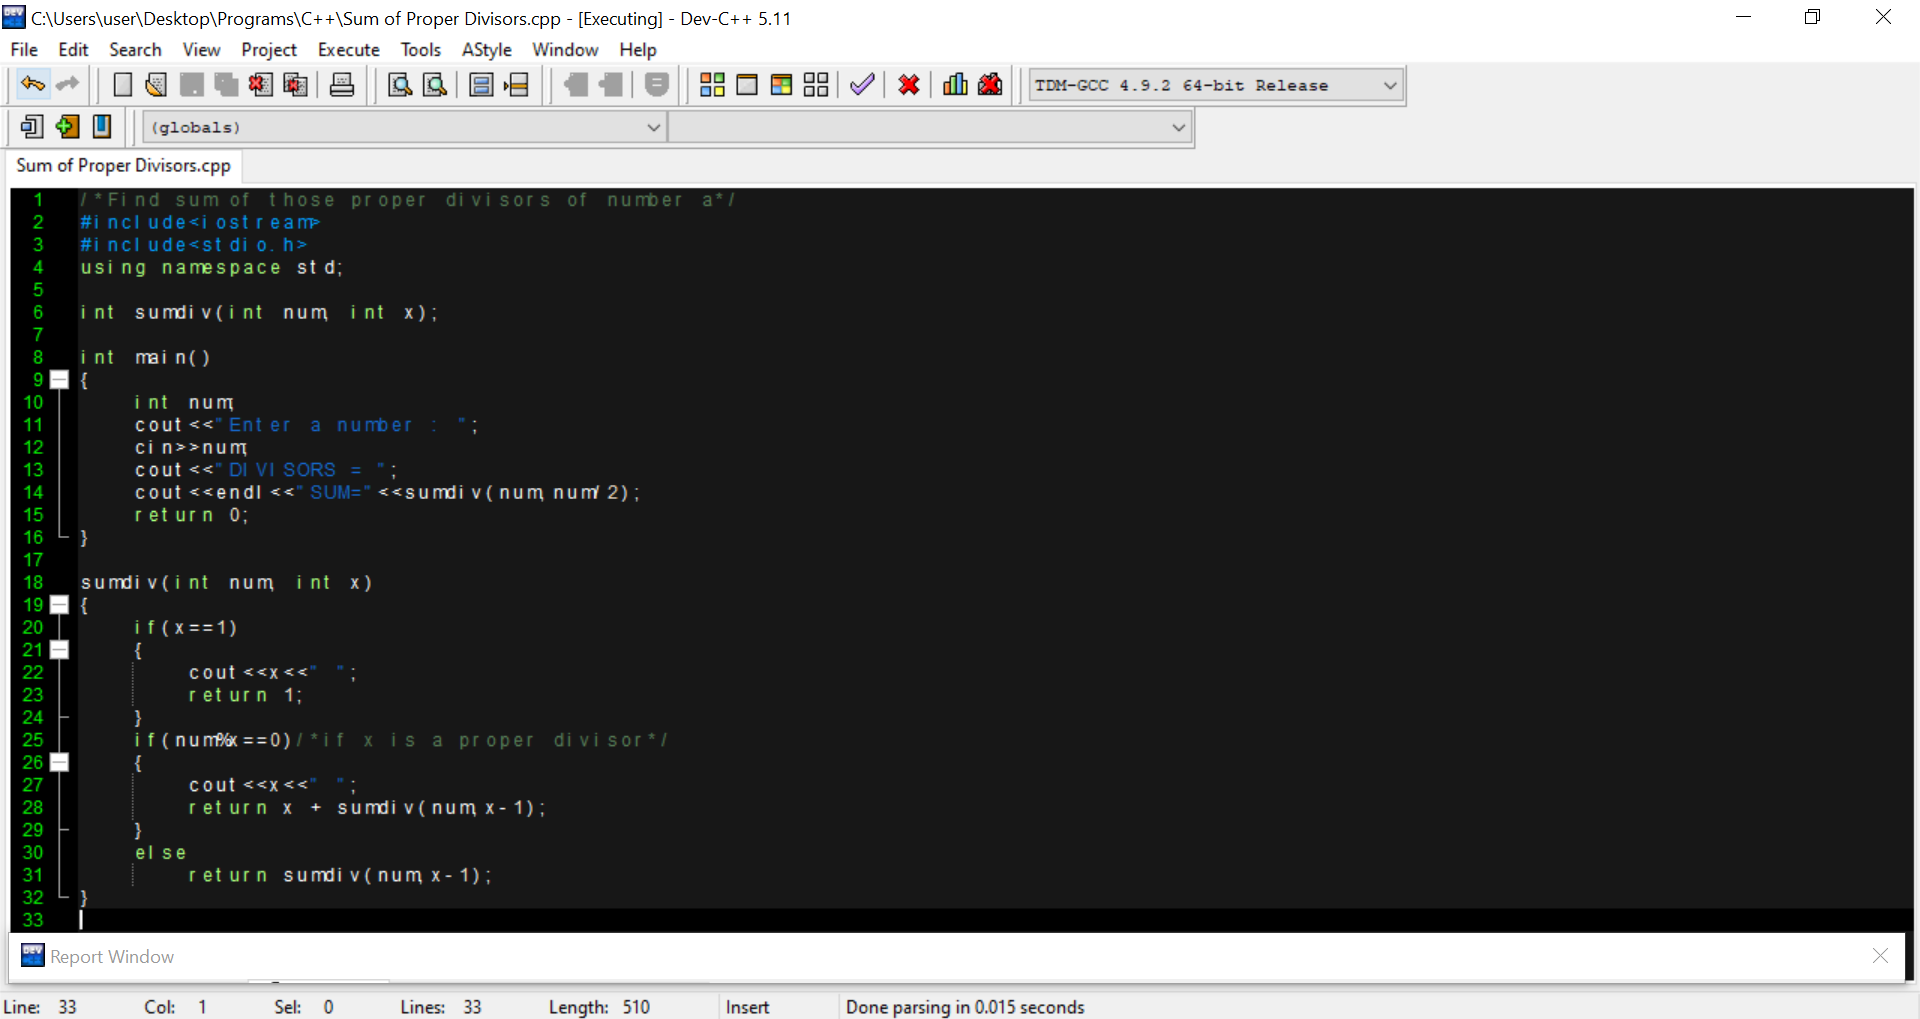 C:\Users\user\Desktop\Programs\C++\Sum of Proper Divisors.cpp - [Executing] - Dev-C++ 5.11
File Edit Search View Project Execute Tools AStyle Window Help
TDM-GCC 4.9.2 64-bit Release
(globals)
Sum of Proper Divisors.cpp
1 /*Find sum of those proper divisors of number a*/
2 #include<iostream>
3 #include<stdio.h>
4 using namespace std;
5
6 int sumdiv(int num, int x);
7
8 int main()
9 {
10 int num;
11 cout<<"Enter a number : ";
12 cin>>num;
13 cout<<"DIVISORS = ";
14 cout<<endl<<"SUM="<<sumdiv(num,num/2);
15 return 0;
16 }
17
18 sumdiv(int num, int x)
19 {
20 if(x==1)
21 {
22 cout<<x<<" ";
23 return 1;
24 }
25 if(num%x==0)/*if x is a proper divisor*/
26 {
27 cout<<x<<" ";
28 return x + sumdiv(num,x-1);
29 }
30 else
31 return sumdiv(num,x-1);
32 }
33
Report Window
Line: 33 Col: 1 Sel: 0 Lines: 33 Length: 510 Insert Done parsing in 0.015 seconds